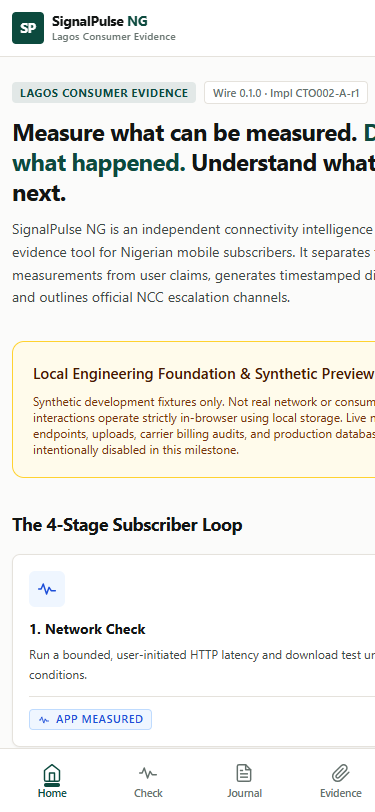 SP
SignalPulse NG
Lagos Consumer Evidence
LAGOS CONSUMER EVIDENCE
Wire 0.1.0 · Impl CTO002-A-r1
Measure what can be measured.
what happened. Understand what
next.
SignalPulse NG is an independent connectivity intelligence
evidence tool for Nigerian mobile subscribers. It separates
measurements from user claims, generates timestamped
and outlines official NCC escalation channels.
Local Engineering Foundation & Synthetic Preview
Synthetic development fixtures only. Not real network or
interactions operate strictly in-browser using local storage. Live
endpoints, uploads, carrier billing audits, and production
intentionally disabled in this milestone.
The 4-Stage Subscriber Loop
1. Network Check
Run a bounded, user-initiated HTTP latency and download test
conditions.
APP MEASURED
Home
Check
Journal
Evidence